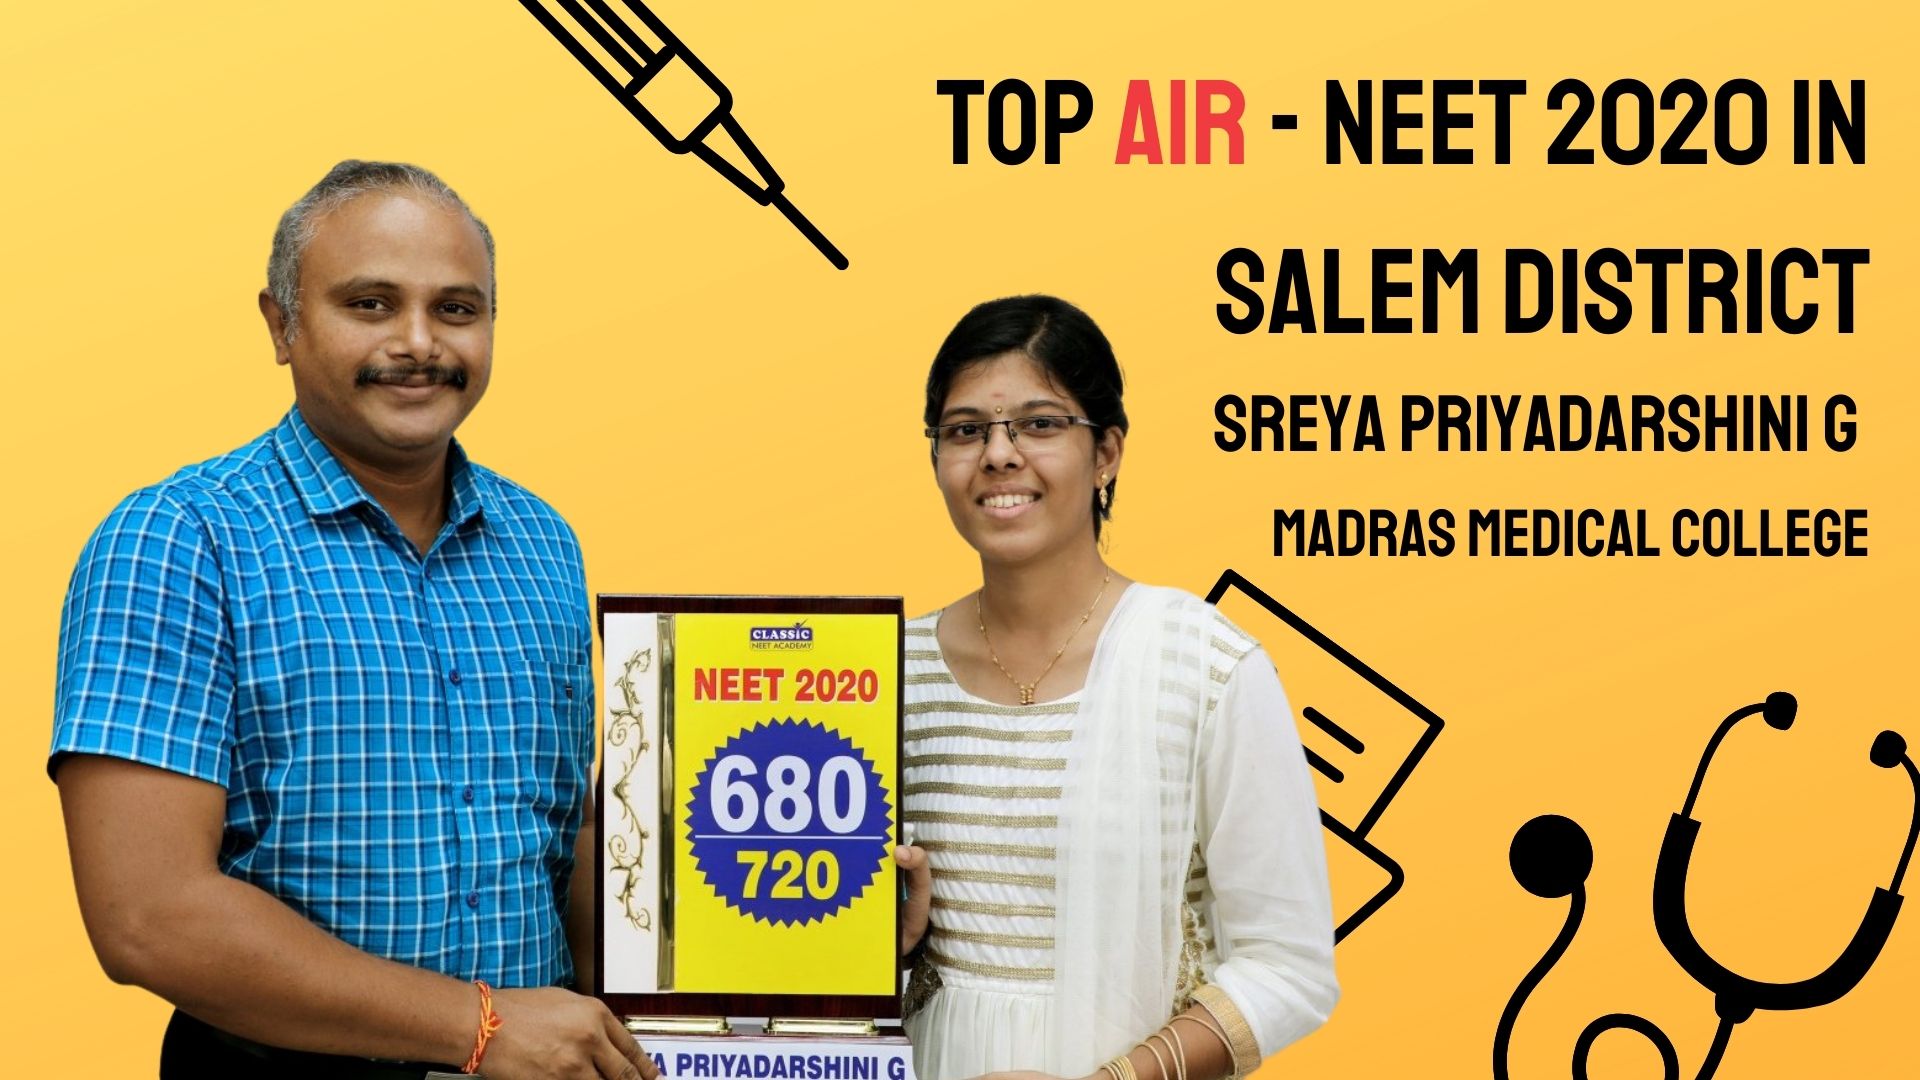 TOP AIR - NEET 2020 IN
SALEM DISTRICT
SREYA PRIYADARSHINI G
MADRAS MEDICAL COLLEGE
CLASSIC
NEET ACADEMY
NEET 2020
680
720
PRIYADARSHINI G